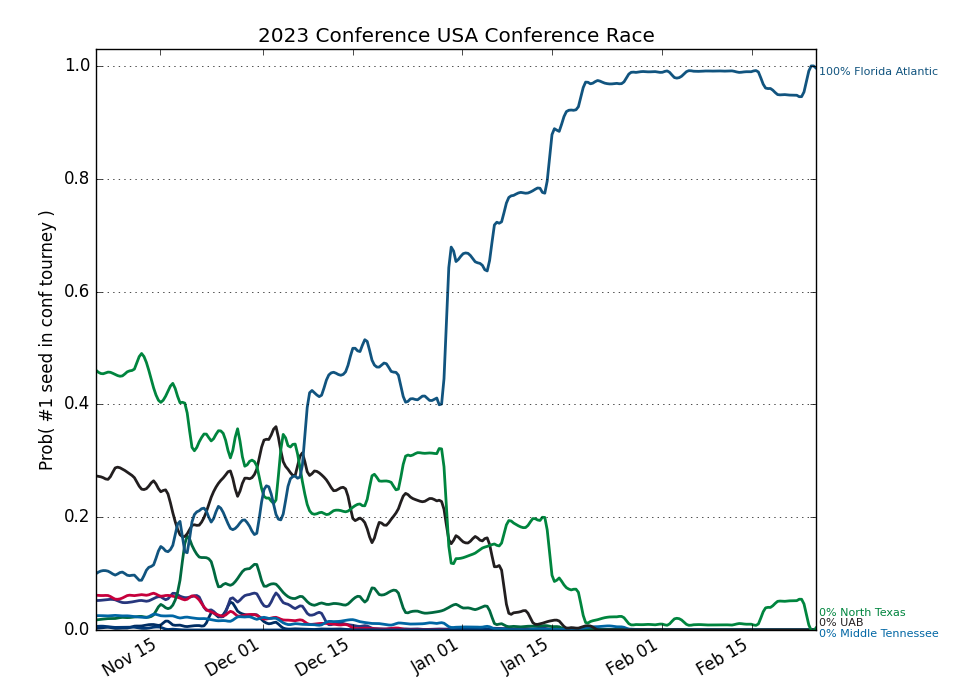 2023 Conference USA Conference Race
Prob( #1 seed in conf tourney )
1.0
0.8
0.6
0.4
0.2
0.0
Nov 15
Dec 01
Dec 15
Jan 01
Jan 15
Feb 01
Feb 15
100% Florida Atlantic
0% North Texas
0% UAB
0% Middle Tennessee